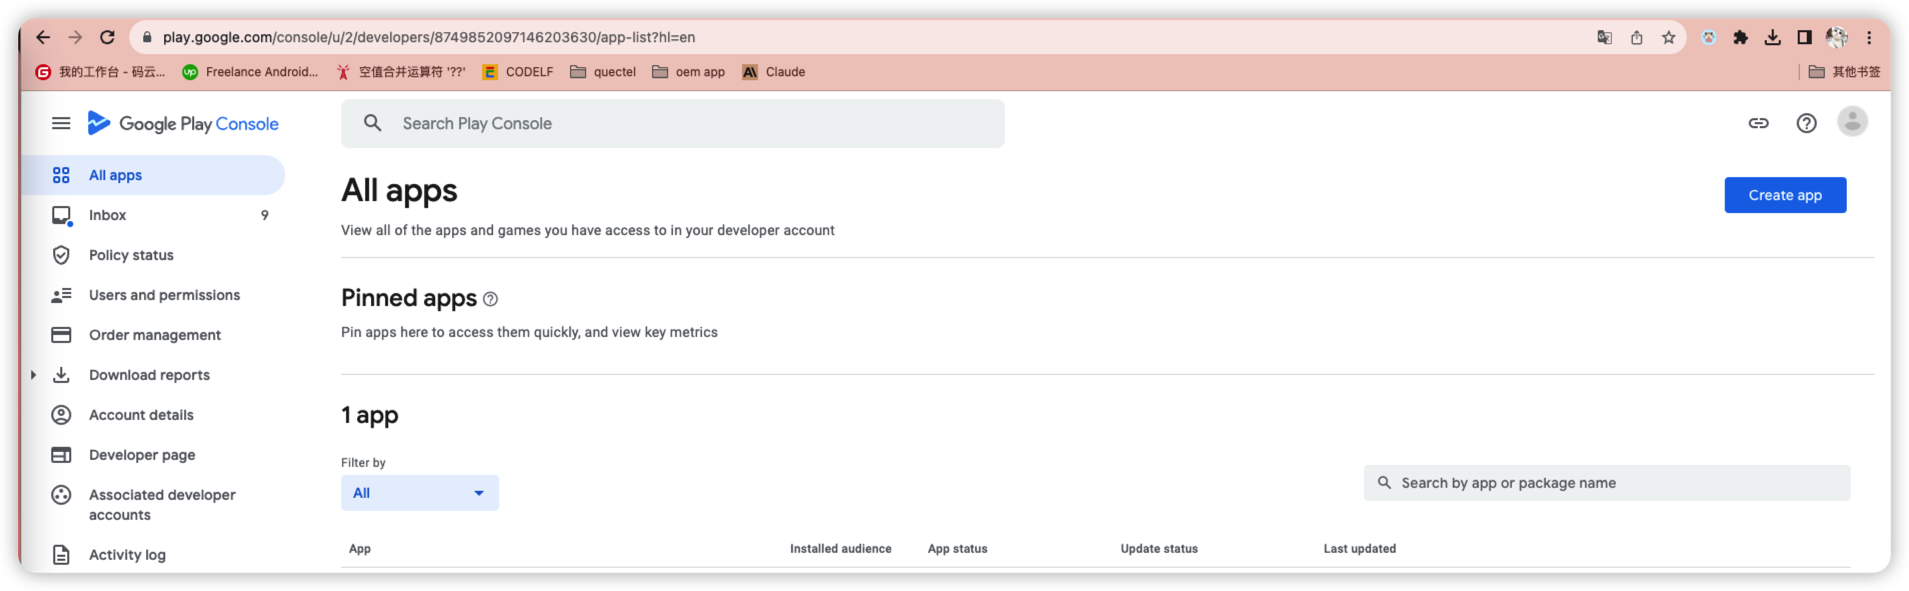 play.google.com/console/u/2/developers/8749852097146203630/app-list?hl=en
我的工作台 - 码云... Freelance Android... 空值合并运算符 '??' CODELF quectel oem app Claude 其他书签
Google Play Console Search Play Console
All apps
Inbox 9
Policy status
Users and permissions
Order management
Download reports
Account details
Developer page
Associated developer
accounts
Activity log
All apps
Create app
View all of the apps and games you have access to in your developer account
Pinned apps
Pin apps here to access them quickly, and view key metrics
1 app
Filter by
All
Search by app or package name
App Installed audience App status Update status Last updated